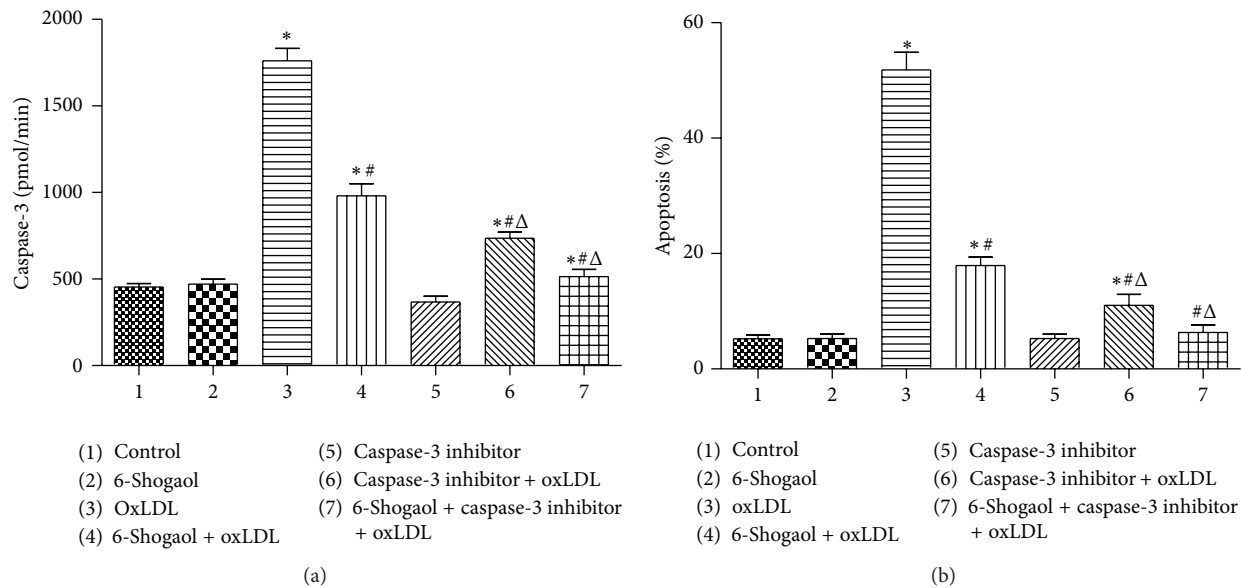 2000
1500
1000
500
0
Caspase-3 (pmol/min)
*
* #
*#Δ
*#Δ
1 2 3 4 5 6 7
(1) Control
(2) 6-Shogaol
(3) OxLDL
(4) 6-Shogaol + oxLDL
(5) Caspase-3 inhibitor
(6) Caspase-3 inhibitor + oxLDL
(7) 6-Shogaol + caspase-3 inhibitor
+ oxLDL
(a)
60
40
20
0
Apoptosis (%)
*
* #
*#Δ
#Δ
1 2 3 4 5 6 7
(1) Control
(2) 6-Shogaol
(3) oxLDL
(4) 6-Shogaol + oxLDL
(5) Caspase-3 inhibitor
(6) Caspase-3 inhibitor + oxLDL
(7) 6-Shogaol + caspase-3 inhibitor
+ oxLDL
(b)